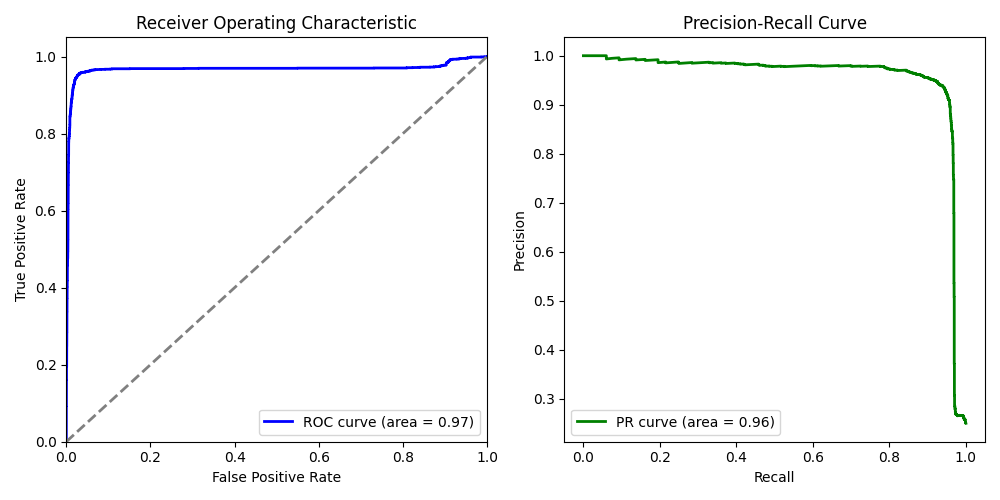 Receiver Operating Characteristic
True Positive Rate
1.0
0.8
0.6
0.4
0.2
0.0
ROC curve (area = 0.97)
0.0 0.2 0.4 0.6 0.8 1.0
False Positive Rate
Precision-Recall Curve
Precision
1.0
0.9
0.8
0.7
0.6
0.5
0.4
0.3
PR curve (area = 0.96)
0.0 0.2 0.4 0.6 0.8 1.0
Recall